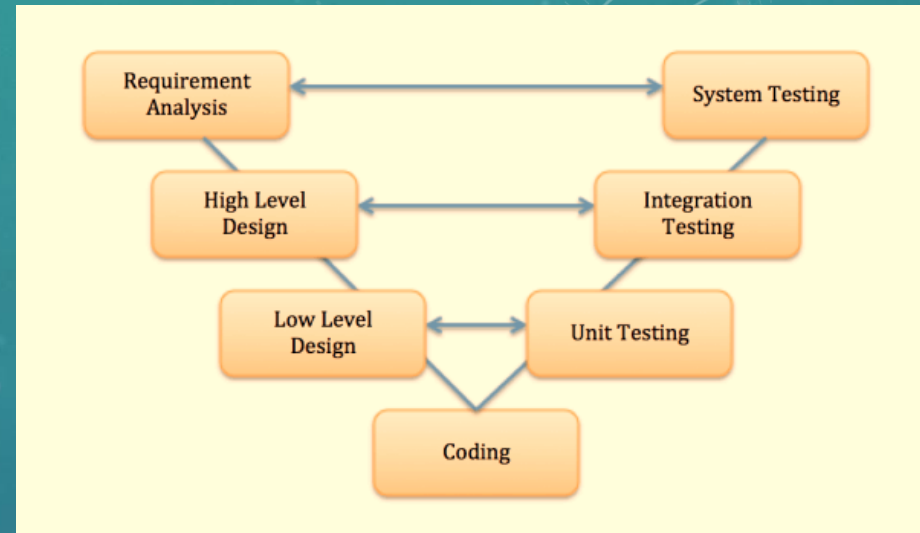 Requirement
Analysis
System Testing
High Level
Design
Integration
Testing
Low Level
Design
Unit Testing
Coding